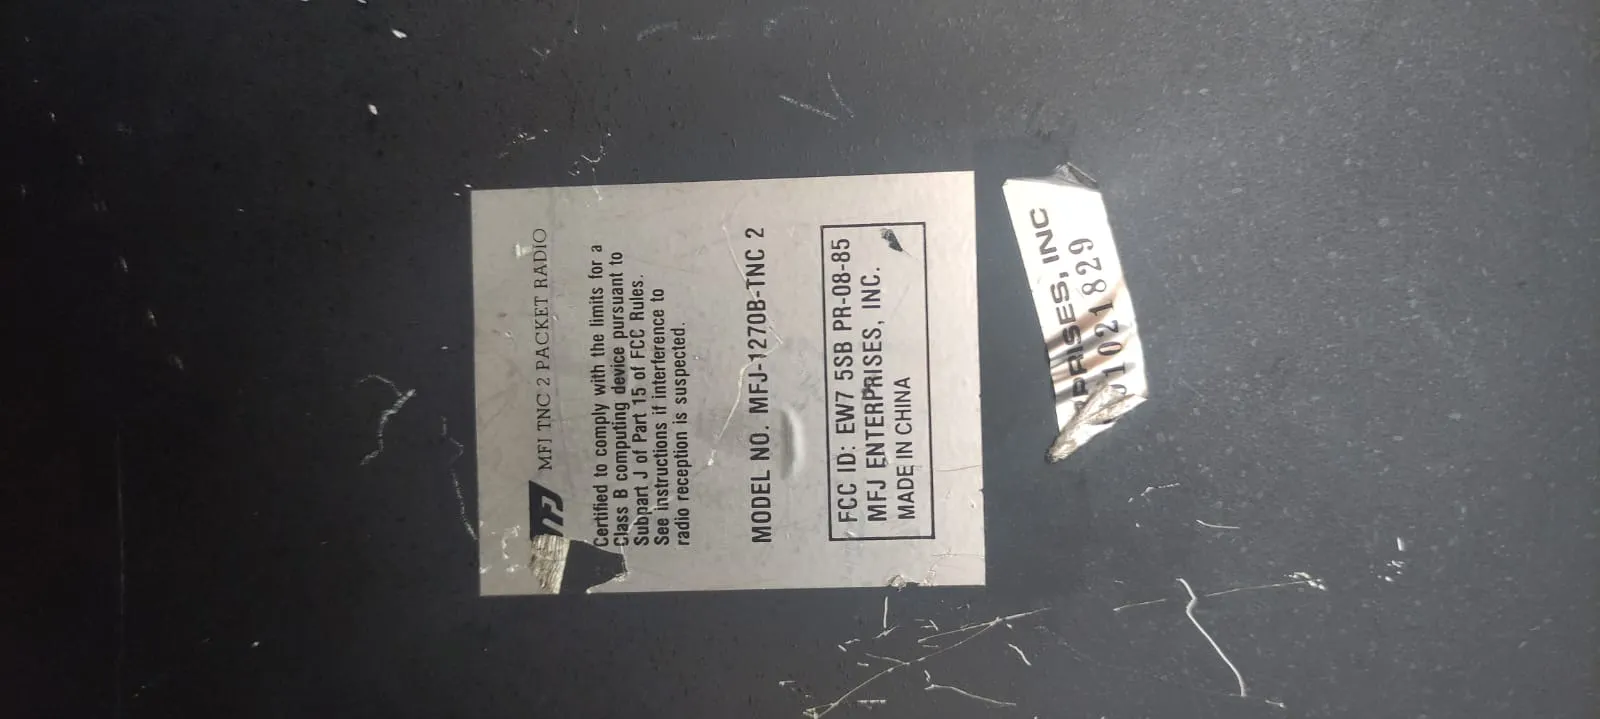 MFJ TNC 2 PACKET RADIO
Certified to comply with the limits for a
Class B computing device pursuant to
Subpart J of Part 15 of FCC Rules.
See instructions if interference to
radio reception is suspected.
MODEL NO. MFJ-1270B-TNC 2
FCC ID: EW7 5SB PR-08-85
MFJ ENTERPRISES, INC.
MADE IN CHINA
PRISES, INC
1021829